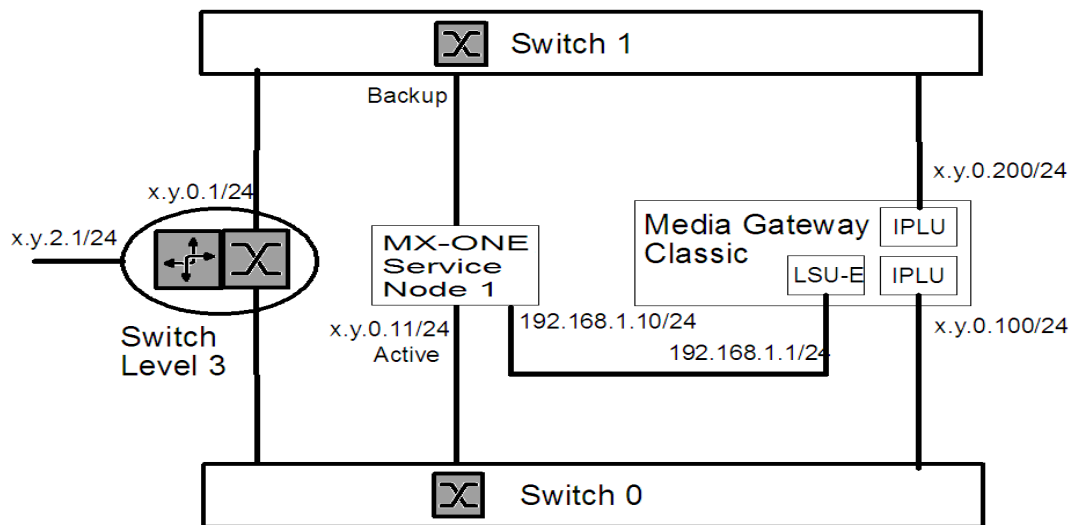 Switch 1
Backup
x.y.0.200/24
x.y.0.1/24
x.y.2.1/24
MX-ONE
Service
Node 1
Media Gateway
Classic
IPLU
LSU-E
IPLU
Switch
Level 3
x.y.0.11/24
Active
192.168.1.10/24
192.168.1.1/24
x.y.0.100/24
Switch 0